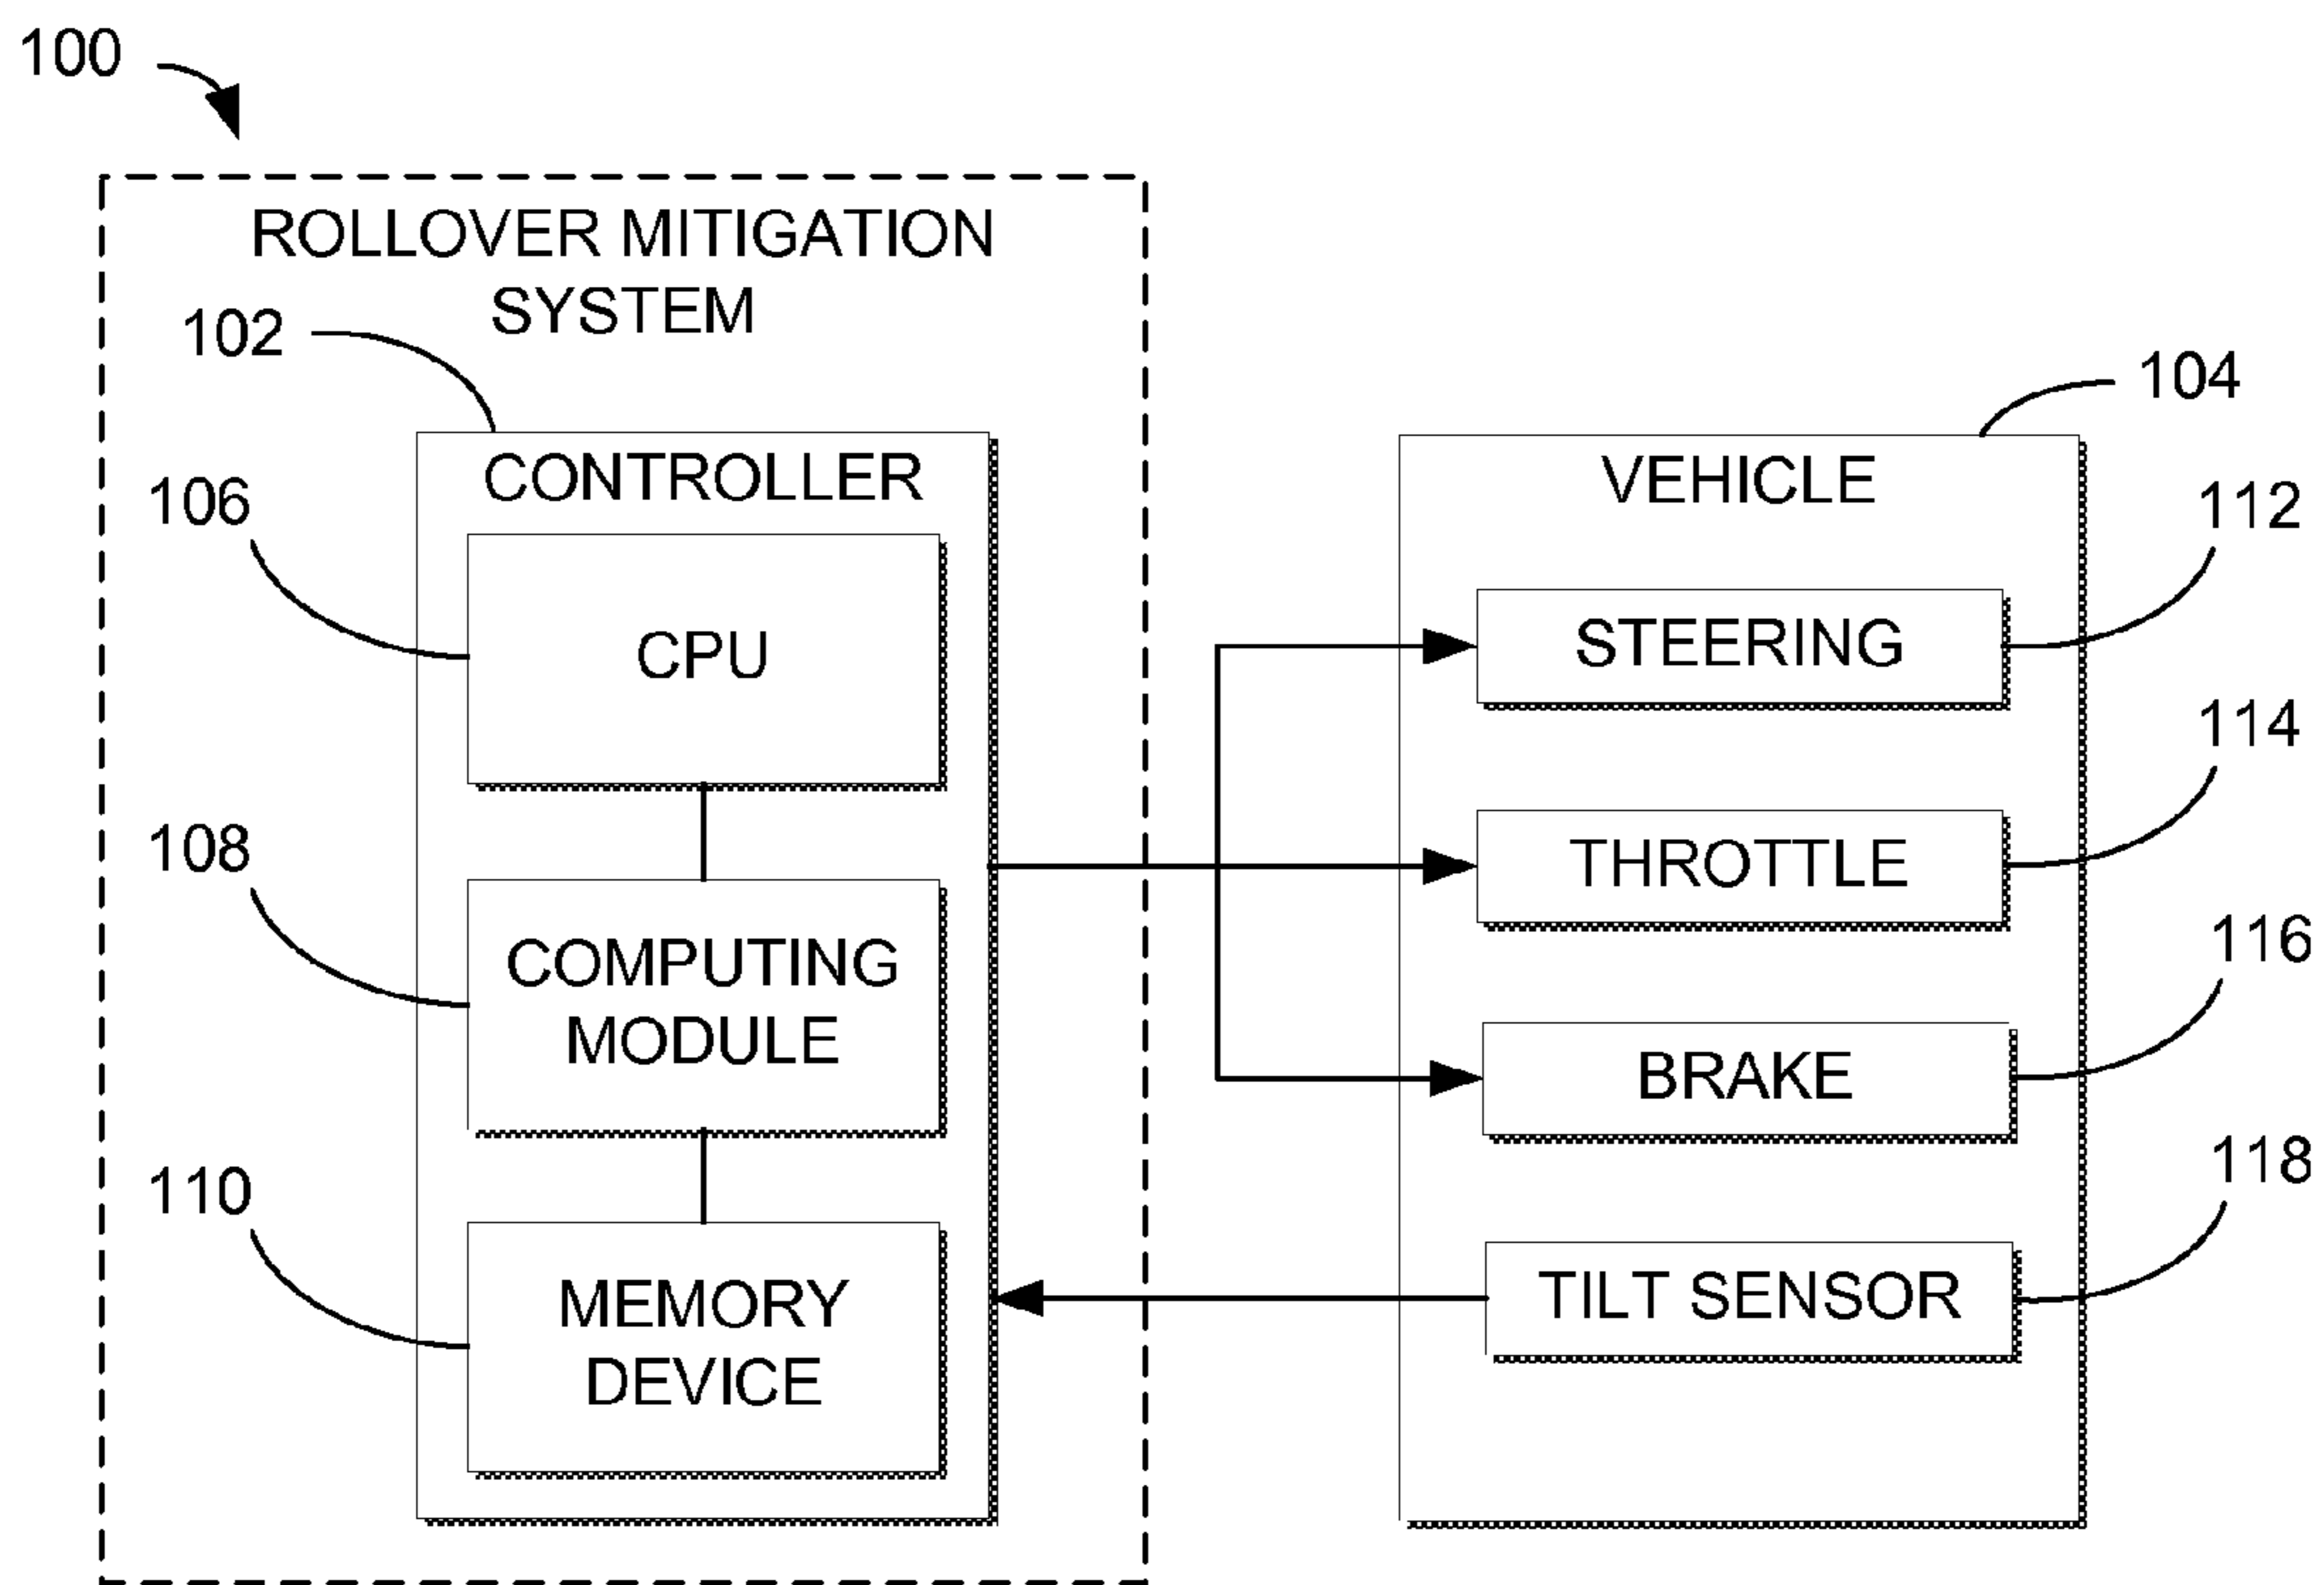 100
ROLLOVER MITIGATION
SYSTEM
102
104
CONTROLLER
VEHICLE
106
112
CPU
STEERING
114
108
THROTTLE
COMPUTING
MODULE
116
BRAKE
110
118
MEMORY
DEVICE
TILT SENSOR